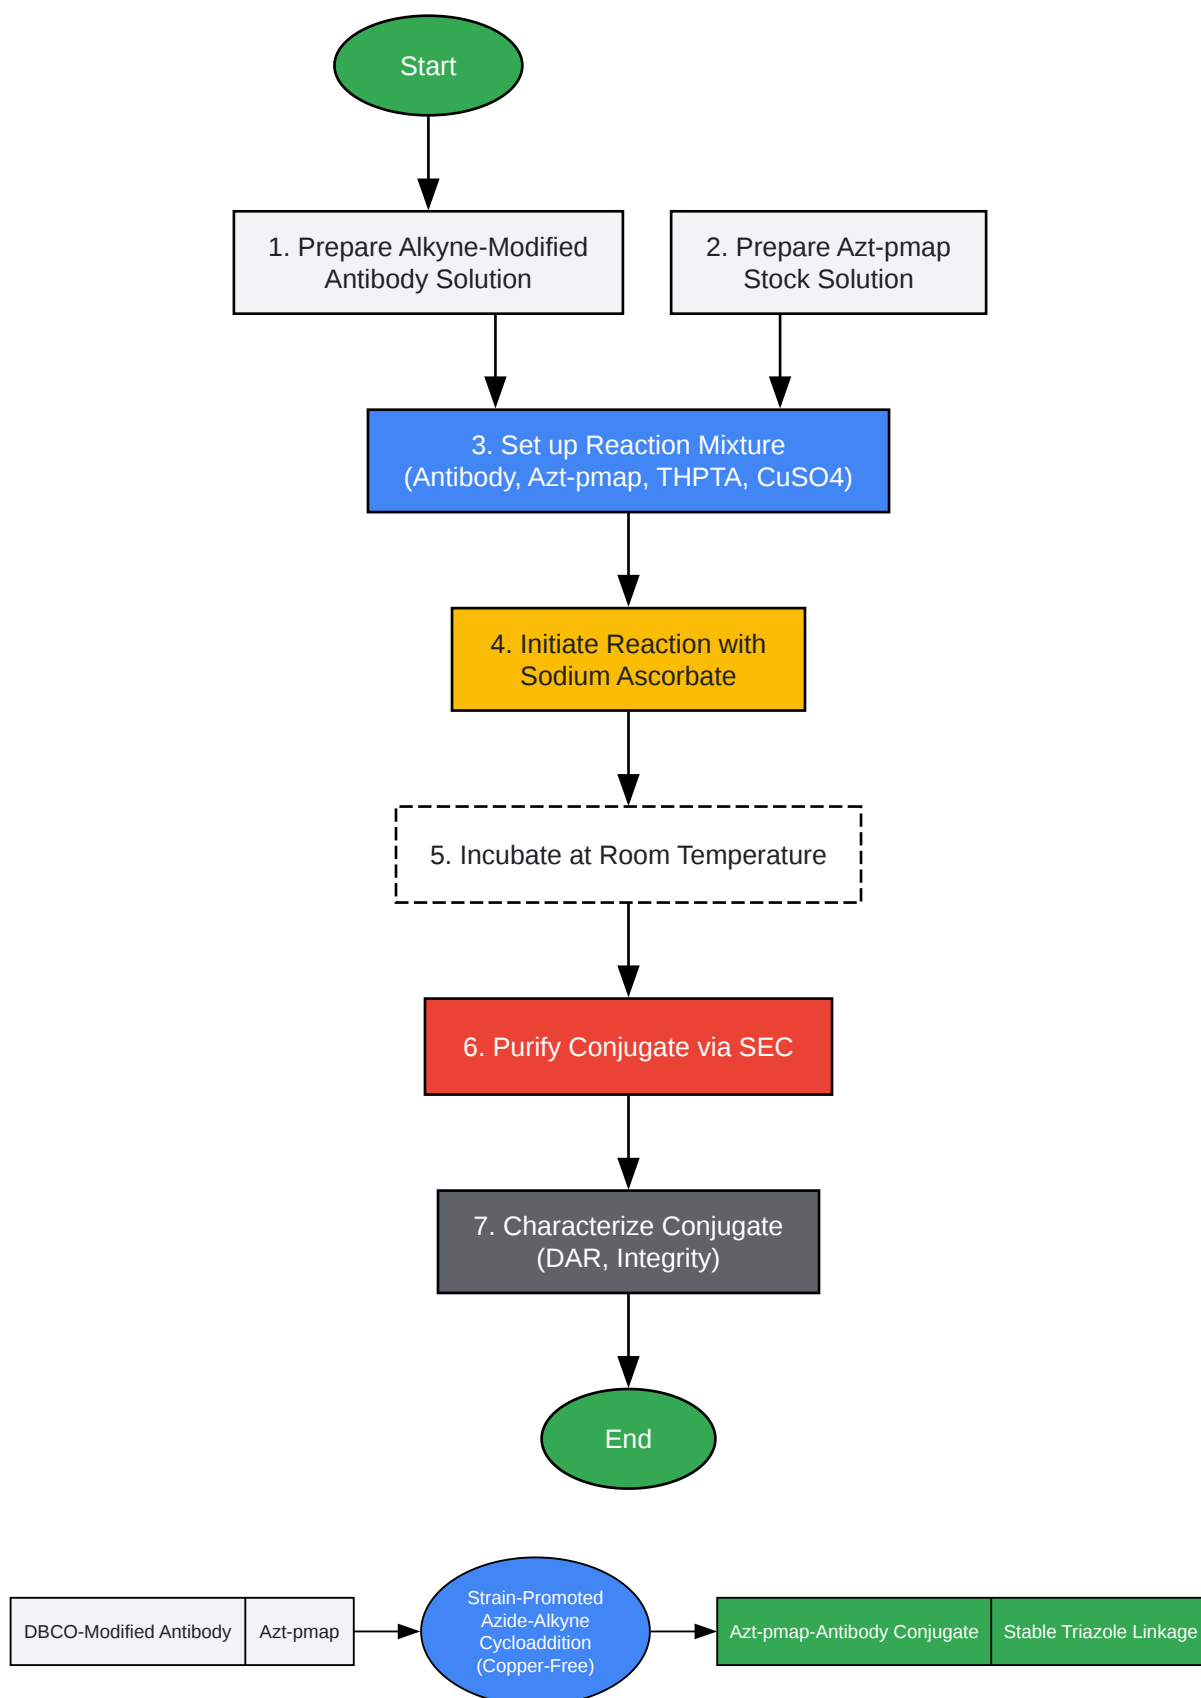 Start
1. Prepare Alkyne-Modified
Antibody Solution
2. Prepare Azt-pmap
Stock Solution
3. Set up Reaction Mixture
(Antibody, Azt-pmap, THPTA, CuSO4)
4. Initiate Reaction with
Sodium Ascorbate
5. Incubate at Room Temperature
6. Purify Conjugate via SEC
7. Characterize Conjugate
(DAR, Integrity)
End
DBCO-Modified Antibody
Azt-pmap
Strain-Promoted
Azide-Alkyne
Cycloaddition
(Copper-Free)
Azt-pmap-Antibody Conjugate
Stable Triazole Linkage